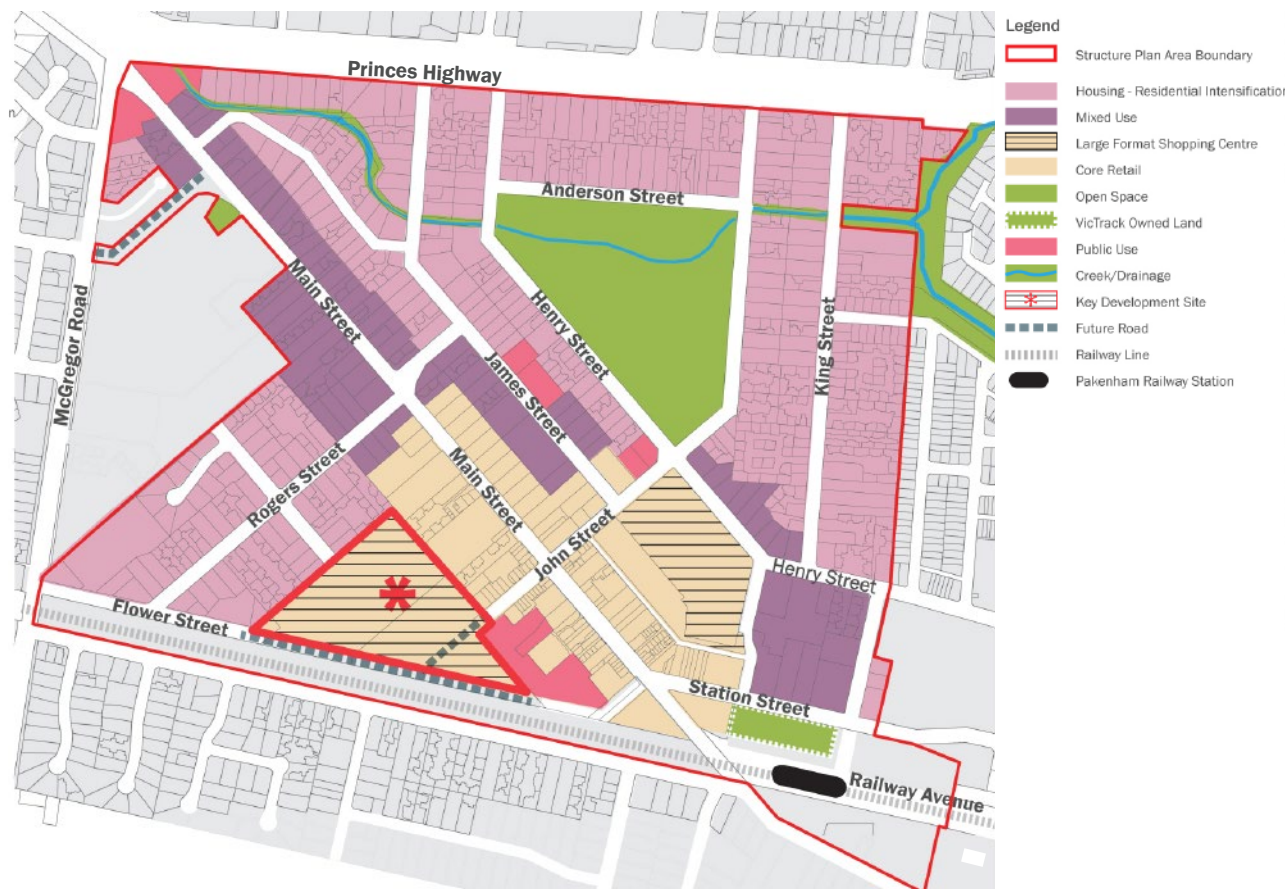 Princes Highway
Anderson Street
McGregor Road
Main Street
Henry Street
King Street
James Street
Rogers Street
Main Street
John Street
Henry Street
Flower Street
Station Street
Railway Avenue
Legend
Structure Plan Area Boundary
Housing - Residential Intensification
Mixed Use
Large Format Shopping Centre
Core Retail
Open Space
VicTrack Owned Land
Public Use
Creek/Drainage
Key Development Site
Future Road
Railway Line
Pakenham Railway Station